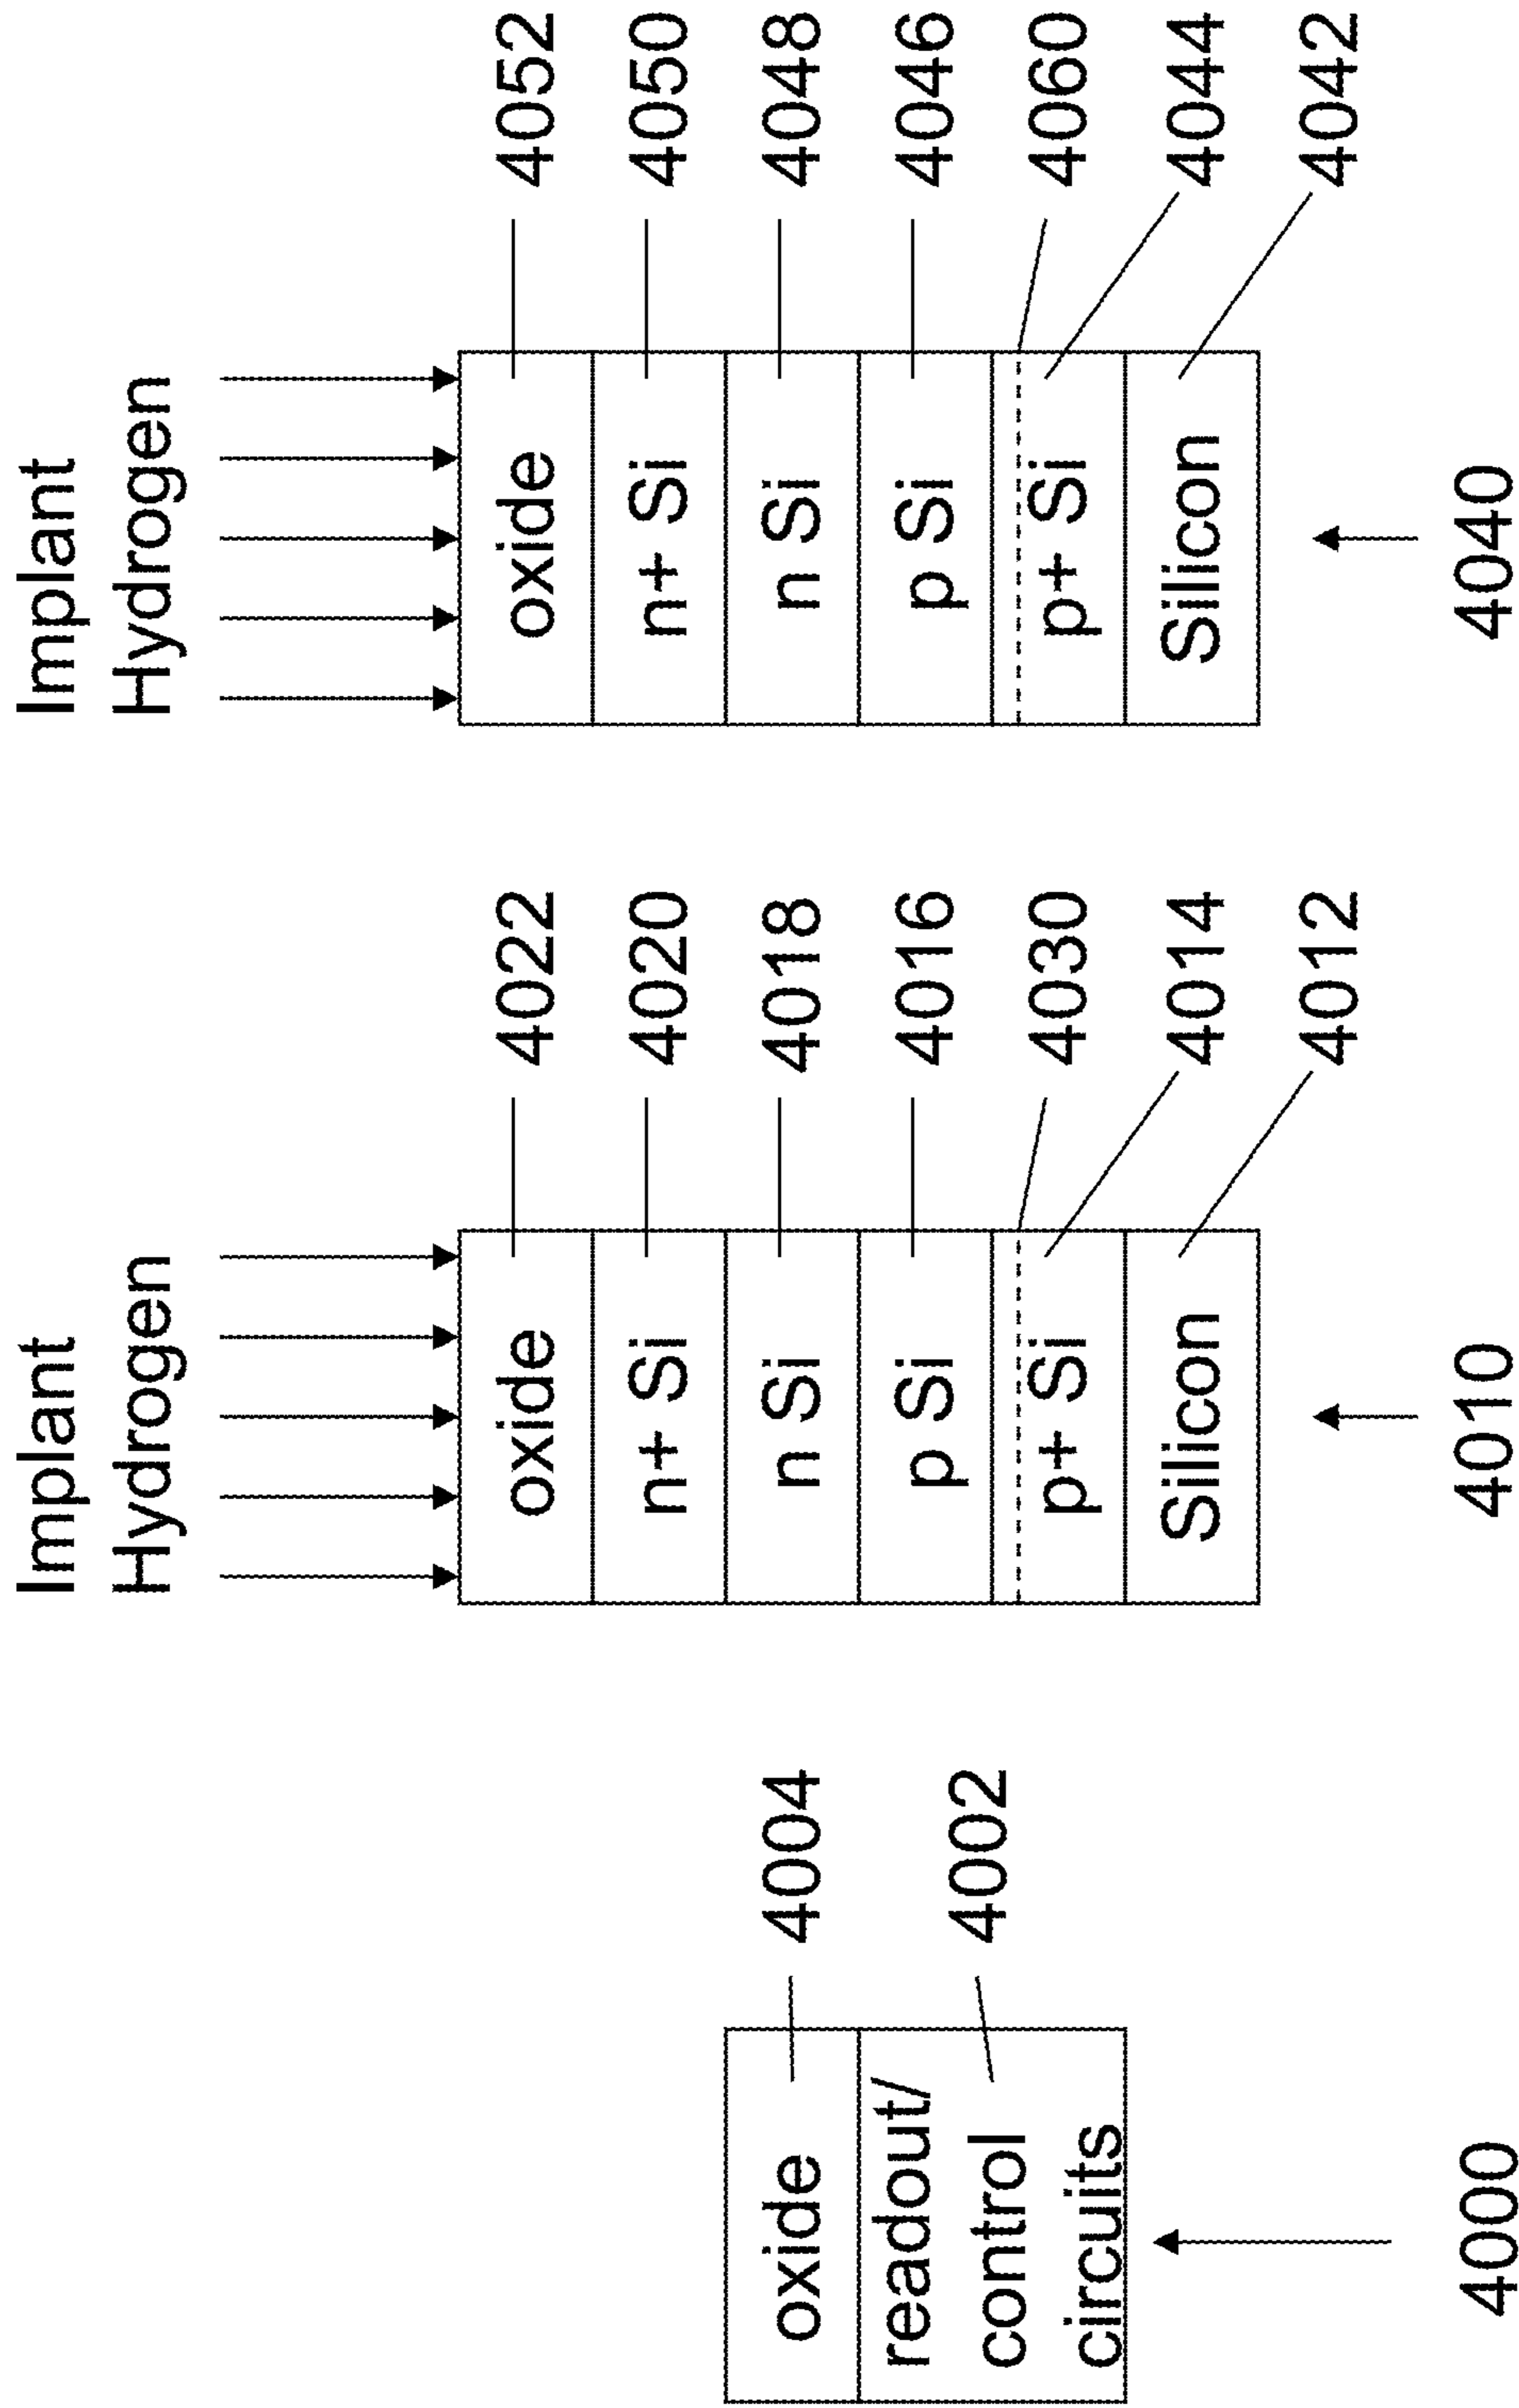 oxide
readout/
control
circuits
4004
4002
4000
Implant
Hydrogen
oxide
n+ Si
n Si
p Si
p+ Si
Silicon
4022
4020
4018
4016
4030
4014
4012
4010
Implant
Hydrogen
oxide
n+ Si
n Si
p Si
p+ Si
Silicon
4052
4050
4048
4046
4060
4044
4042
4040